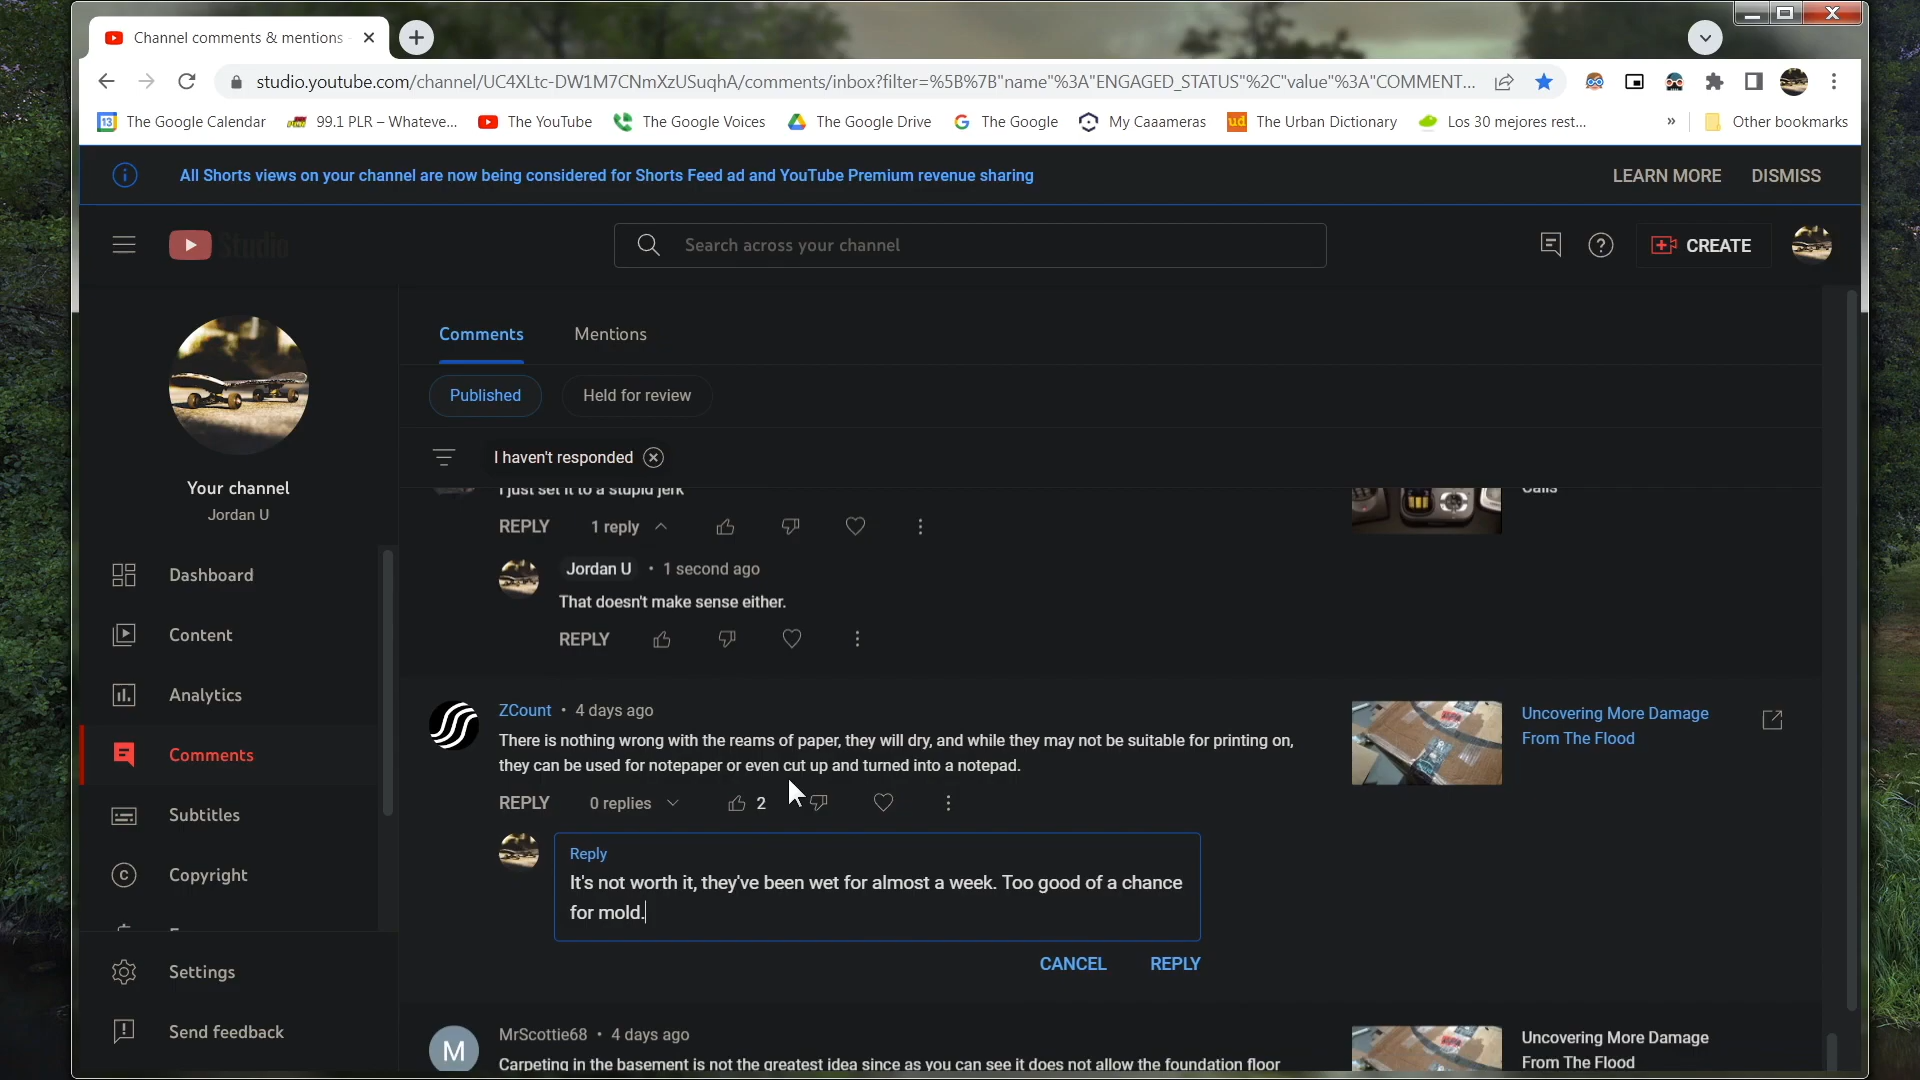 Channel comments & mentions
studio.youtube.com/channel/UC4XLtc-DW1M7CNmXzUSuqhA/comments/inbox?filter=%5B%7B"name"%3A"ENGAGED_STATUS"%2C"value"%3A"COMMENT...
13 The Google Calendar 99.1 PLR – Whateve... The YouTube The Google Voices The Google Drive The Google My Caaameras ud The Urban Dictionary Los 30 mejores rest... » Other bookmarks
All Shorts views on your channel are now being considered for Shorts Feed ad and YouTube Premium revenue sharing LEARN MORE DISMISS
Studio Search across your channel CREATE
Comments Mentions
Published Held for review
I haven't responded
Your channel
Jordan U
Dashboard
Content
Analytics
Comments
Subtitles
Copyright
Settings
Send feedback
I just set it to a stupid jerk
Calls
REPLY 1 reply
Jordan U • 1 second ago
That doesn't make sense either.
REPLY
ZCount • 4 days ago
There is nothing wrong with the reams of paper, they will dry, and while they may not be suitable for printing on,
they can be used for notepaper or even cut up and turned into a notepad.
Uncovering More Damage
From The Flood
REPLY 0 replies 2
Reply
It's not worth it, they've been wet for almost a week. Too good of a chance
for mold.
CANCEL REPLY
M
MrScottie68 • 4 days ago
Carpeting in the basement is not the greatest idea since as you can see it does not allow the foundation floor
Uncovering More Damage
From The Flood